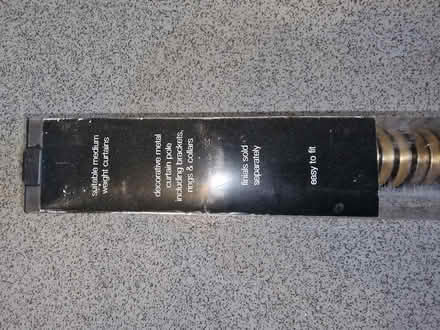 suitable medium
weight curtains
decorative metal
curtain pole
including brackets,
rings & collars
finials sold
separately
easy to fit